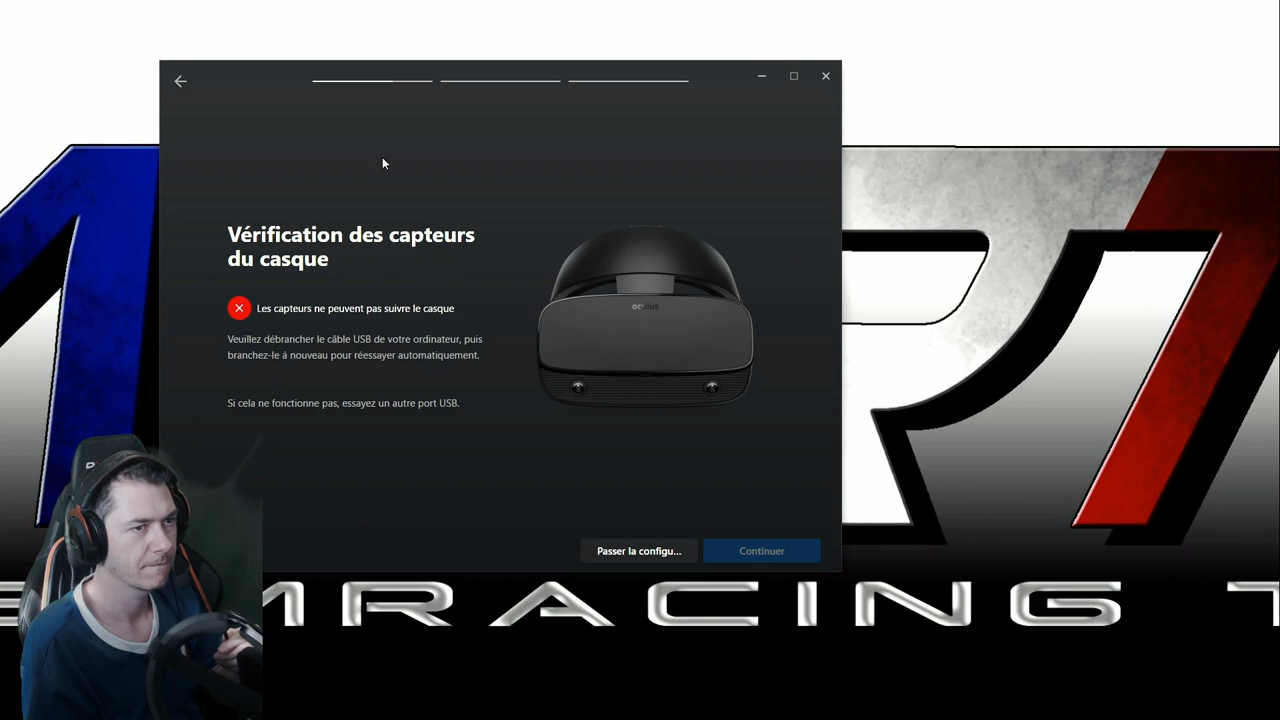 Vérification des capteurs
du casque
oculus
Les capteurs ne peuvent pas suivre le casque
Veuillez débrancher le câble USB de votre ordinateur, puis
branchez-le à nouveau pour réessayer automatiquement.
Si cela ne fonctionne pas, essayez un autre port USB.
Passer la configu...
Continuer
MRACING T